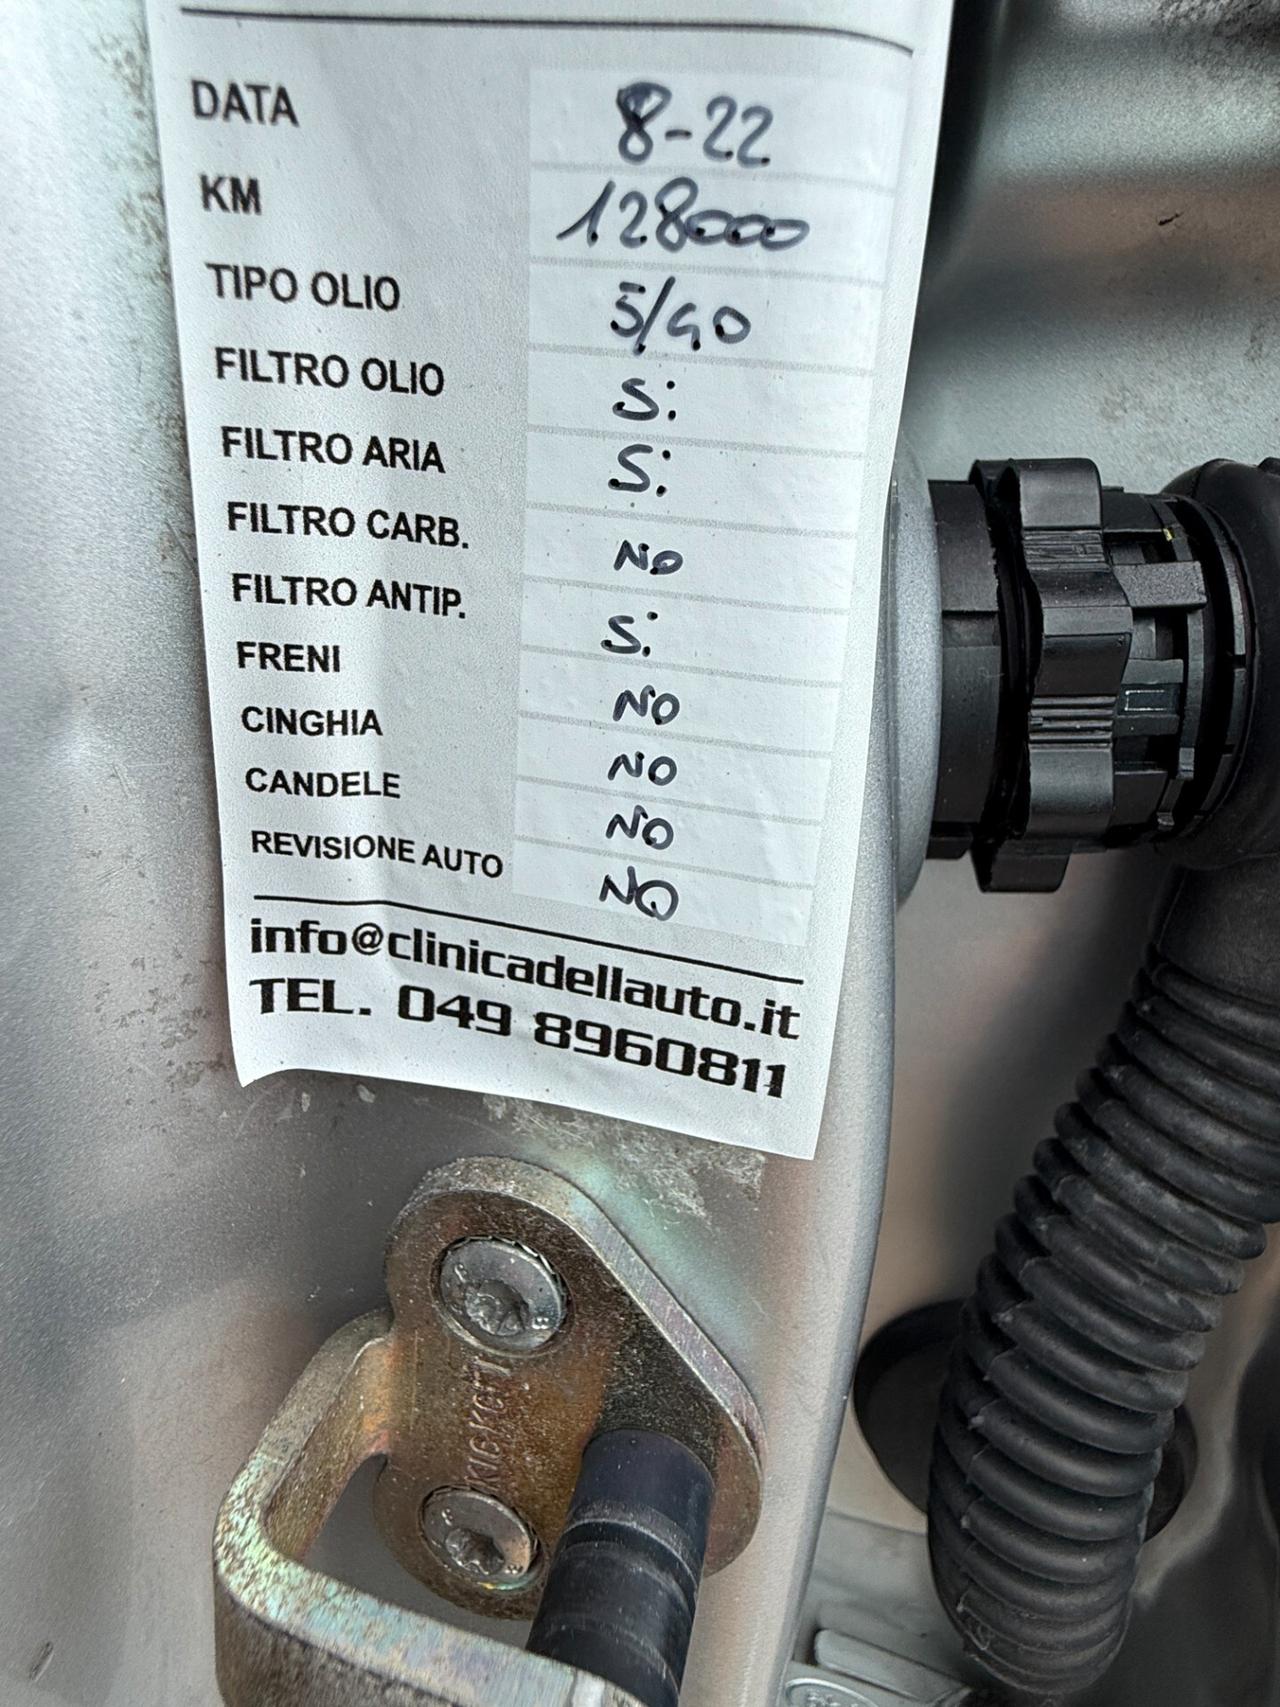 DATA 8-22
KM 128000
TIPO OLIO 5/40
FILTRO OLIO Si
FILTRO ARIA Si
FILTRO CARB. NO
FILTRO ANTIP. Si
FRENI NO
CINGHIA NO
CANDELE NO
REVISIONE AUTO NO
info@clinicadellauto.it
TEL. 049 8960811